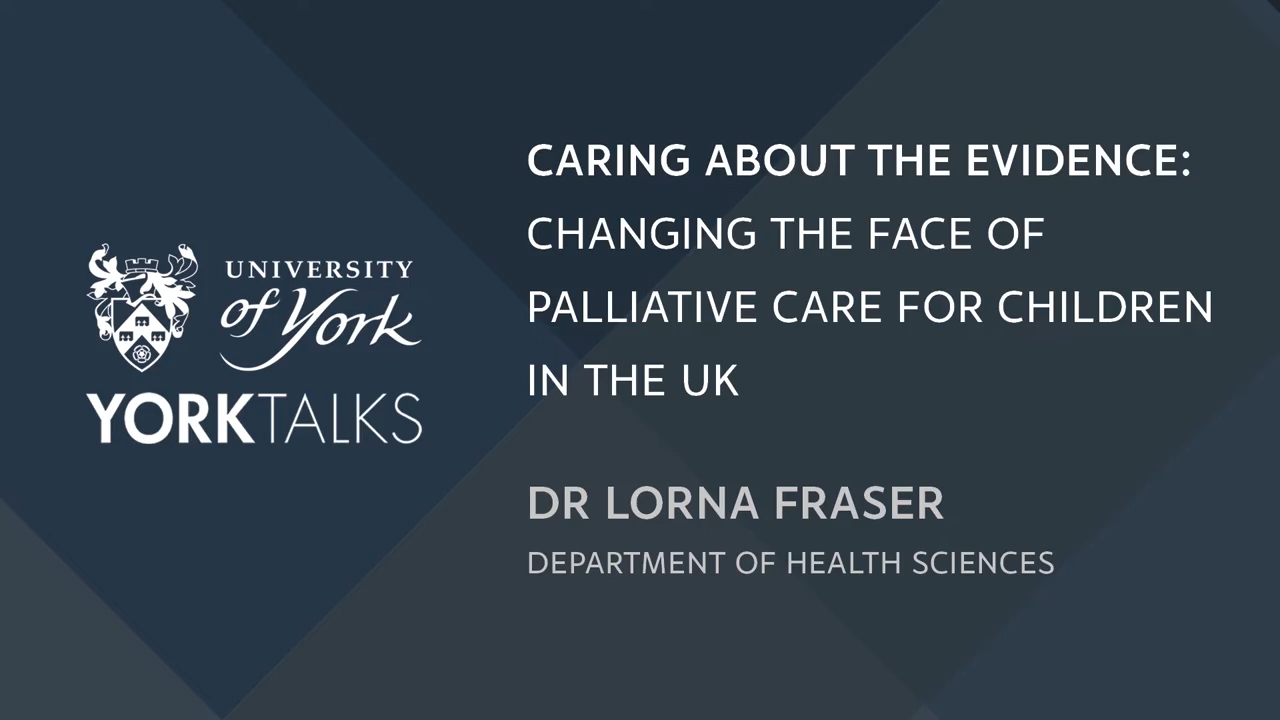 UNIVERSITY
of York
YORKTALKS
CARING ABOUT THE EVIDENCE:
CHANGING THE FACE OF
PALLIATIVE CARE FOR CHILDREN
IN THE UK
DR LORNA FRASER
DEPARTMENT OF HEALTH SCIENCES